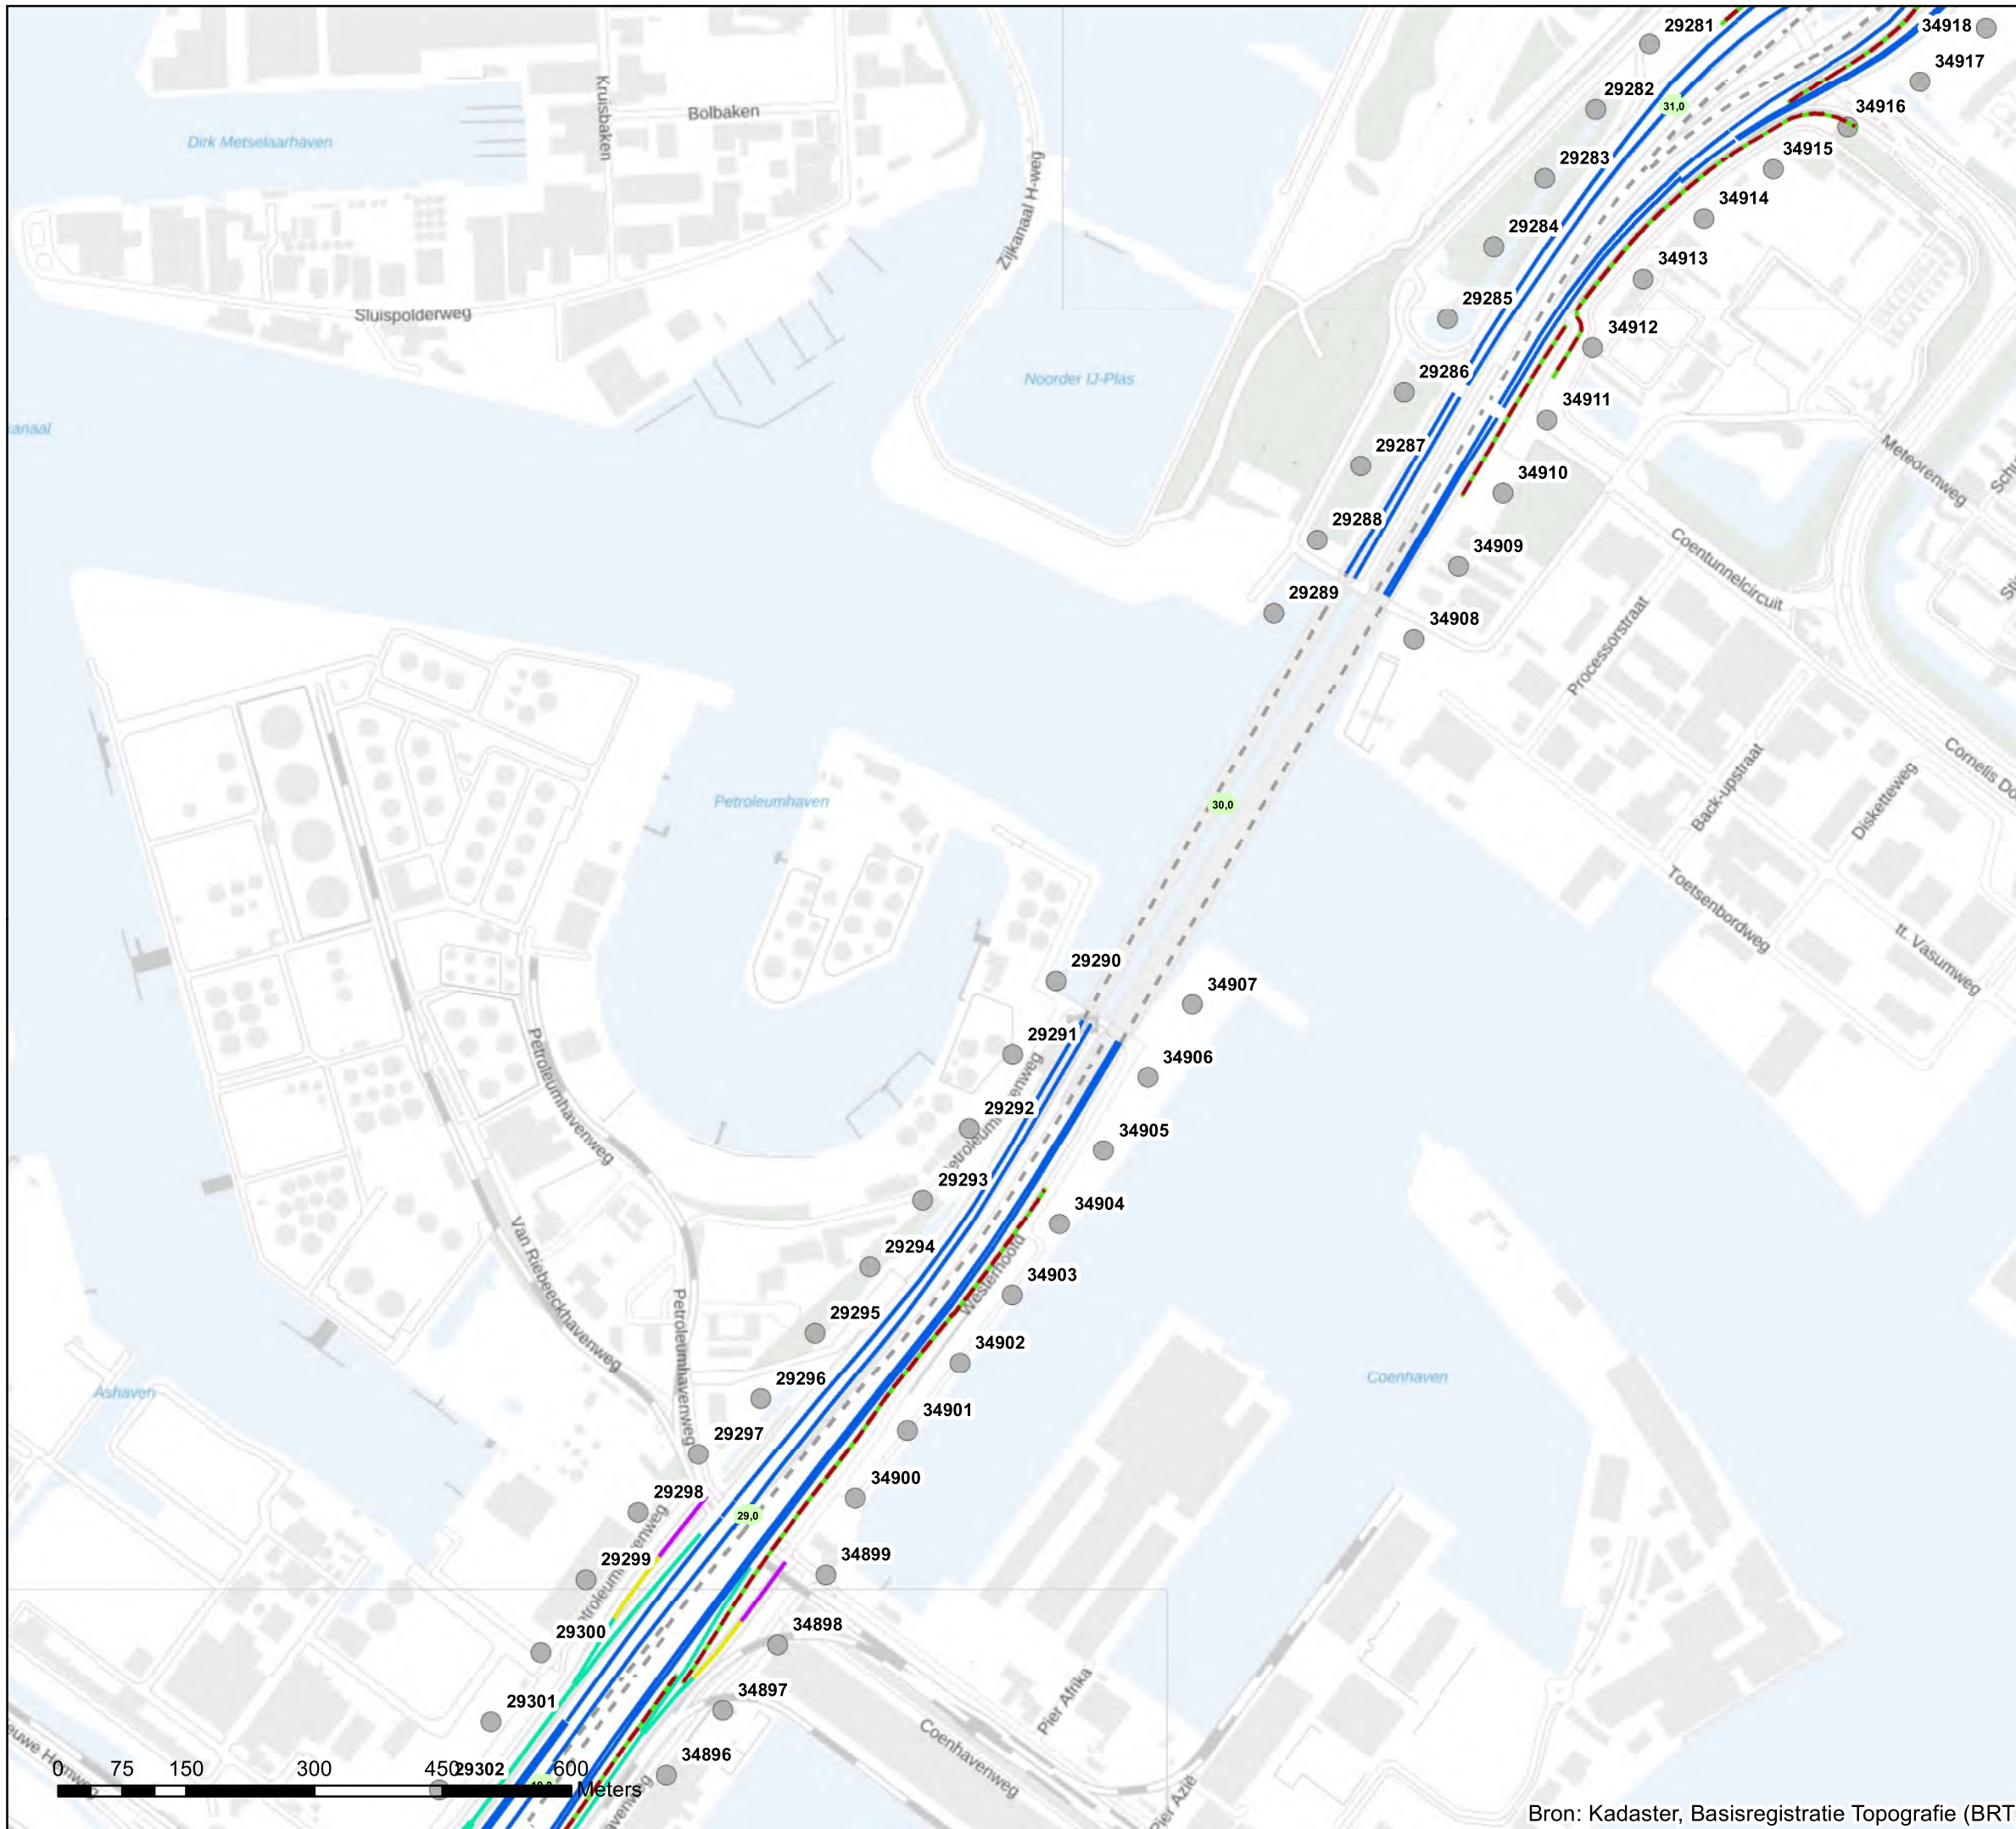 29281
34918
34917
29282
31,0
34916
Kruisbaken
Bolbaken
Dirk Metselaarhaven
34915
29283
Zijkanaal H-weg
34914
29284
34913
29285
Sluispolderweg
34912
Noorder IJ-Plas
29286
34911
kanaal
29287
Meteorenweg
34910
29288
34909
Coentunnelcircuit
29289
34908
Processorstraat
Petroleumhaven
30,0
Back-upstraat
Disketteweg
Toetsenbordweg
tt. Vasumweg
29290
34907
29291
34906
Petroleumhavenweg
29292
34905
29293
34904
Van Riebeeckhavenweg
29294
Westerhoofd
34903
29295
34902
Petroleumhavenweg
Coenhaven
Ashaven
29296
34901
29297
34900
29298
29,0
29299
34899
29300
34898
29301
34897
Pier Afrika
Coenhavenweg
34896
29302
Pier Azië
0 75 150 300 450 600
Meters
Bron: Kadaster, Basisregistratie Topografie (BRT